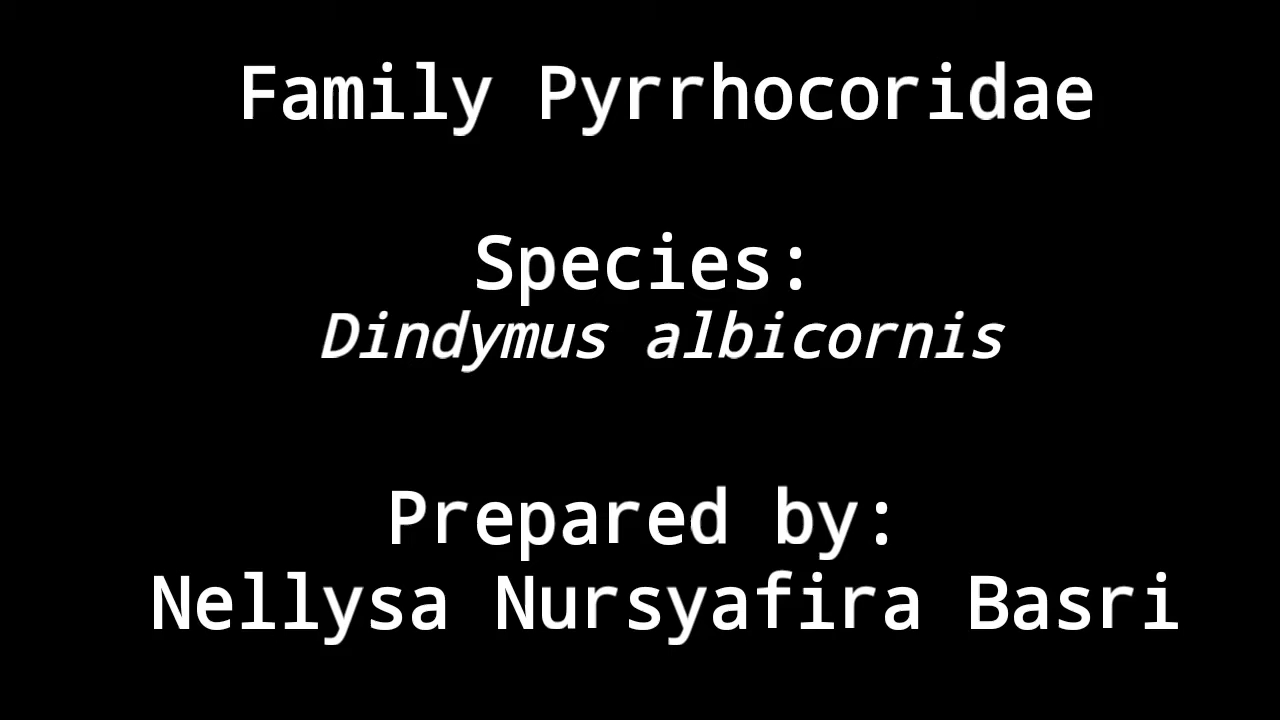 Family Pyrrhocoridae
Species:
Dindymus albicornis
Prepared by:
Nellysa Nursyafira Basri